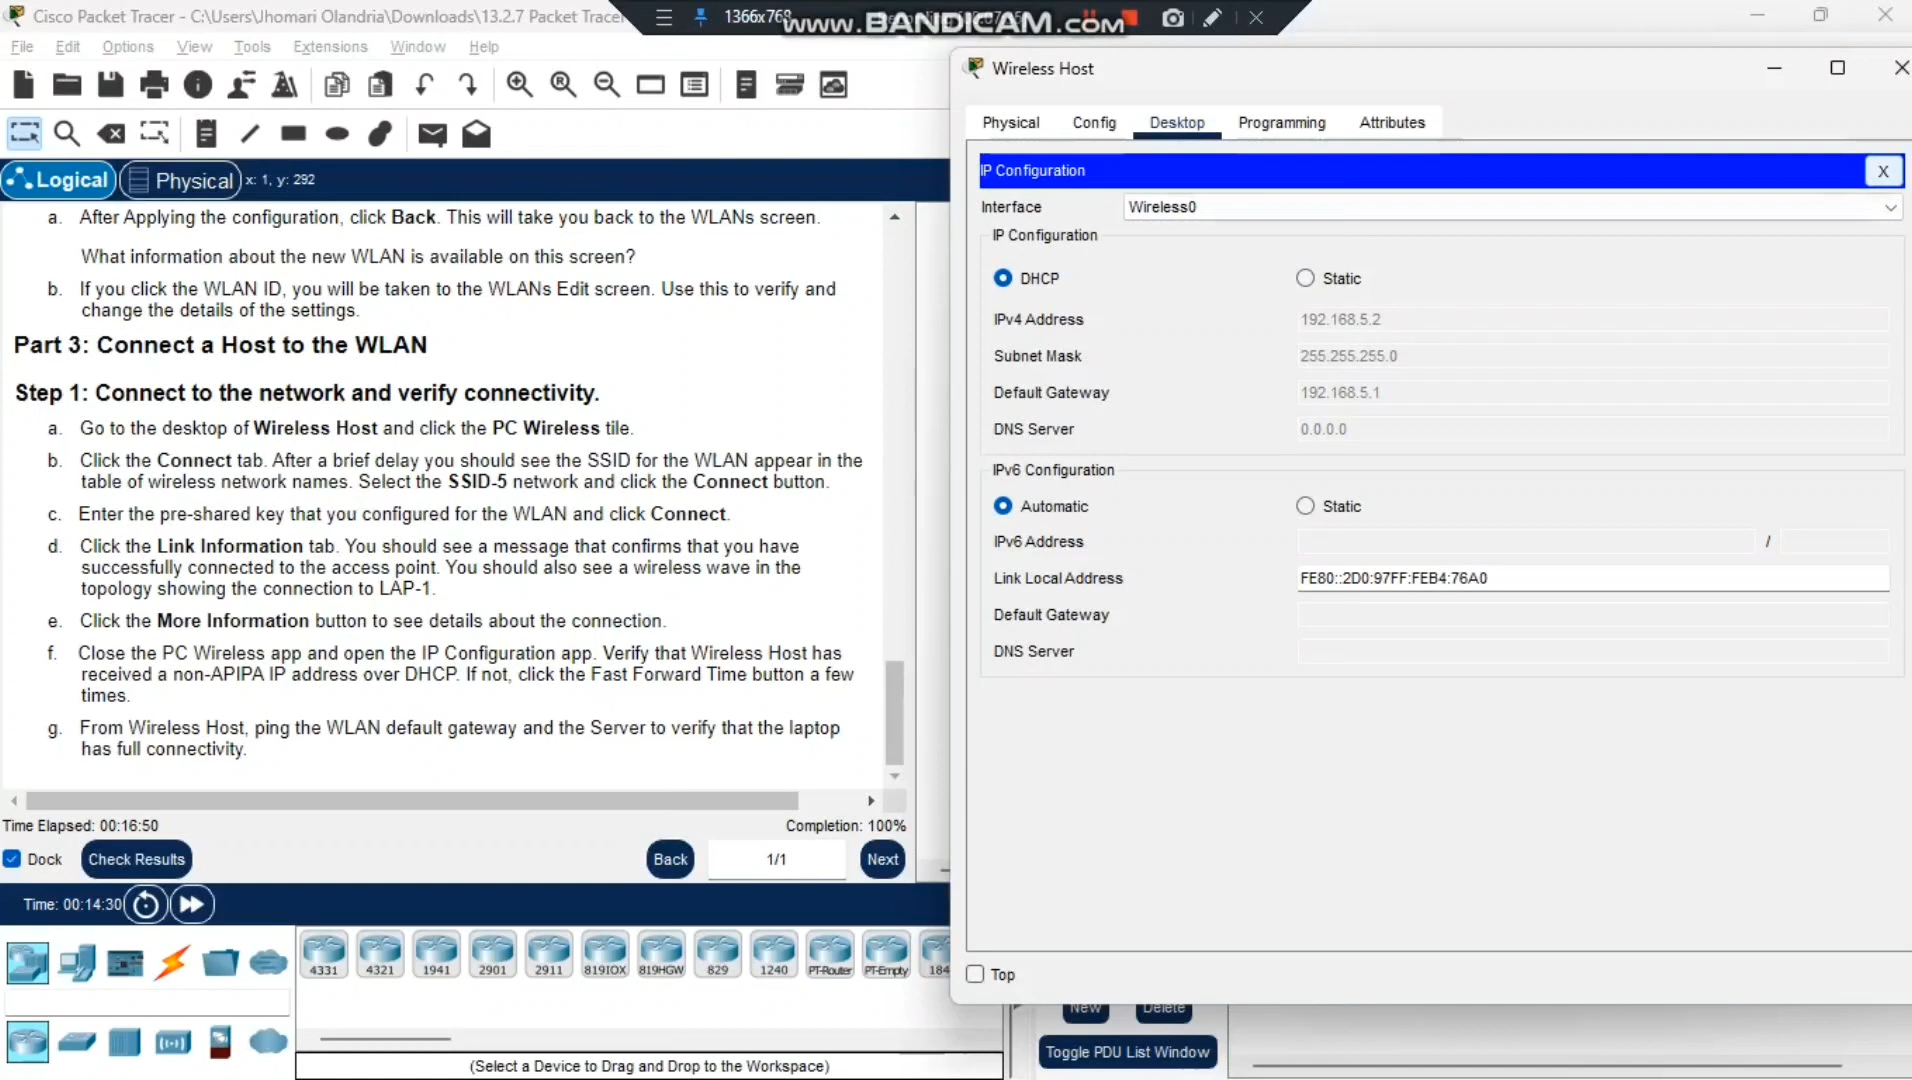 Cisco Packet Tracer - C:\Users\Jhomari Olandria\Downloads\13.2.7 Packet Tracer
1366x768
www.BANDICAM.com
File Edit Options View Tools Extensions Window Help
Wireless Host
Physical Config Desktop Programming Attributes
Logical Physical x: 1, y: 292
a. After Applying the configuration, click Back. This will take you back to the WLANs screen.
What information about the new WLAN is available on this screen?
b. If you click the WLAN ID, you will be taken to the WLANs Edit screen. Use this to verify and
change the details of the settings.
Part 3: Connect a Host to the WLAN
Step 1: Connect to the network and verify connectivity.
a. Go to the desktop of Wireless Host and click the PC Wireless tile.
b. Click the Connect tab. After a brief delay you should see the SSID for the WLAN appear in the
table of wireless network names. Select the SSID-5 network and click the Connect button.
c. Enter the pre-shared key that you configured for the WLAN and click Connect.
d. Click the Link Information tab. You should see a message that confirms that you have
successfully connected to the access point. You should also see a wireless wave in the
topology showing the connection to LAP-1.
e. Click the More Information button to see details about the connection.
f. Close the PC Wireless app and open the IP Configuration app. Verify that Wireless Host has
received a non-APIPA IP address over DHCP. If not, click the Fast Forward Time button a few
times.
g. From Wireless Host, ping the WLAN default gateway and the Server to verify that the laptop
has full connectivity.
Time Elapsed: 00:16:50 Completion: 100%
Dock Check Results Back 1/1 Next
Time: 00:14:30
4331 4321 1941 2901 2911 819IOX 819HGW 829 1240 PT-Router PT-Empty 184
(Select a Device to Drag and Drop to the Workspace)
IP Configuration X
Interface Wireless0
IP Configuration
DHCP Static
IPv4 Address 192.168.5.2
Subnet Mask 255.255.255.0
Default Gateway 192.168.5.1
DNS Server 0.0.0.0
IPv6 Configuration
Automatic Static
IPv6 Address /
Link Local Address FE80::2D0:97FF:FEB4:76A0
Default Gateway
DNS Server
Top
New Delete
Toggle PDU List Window